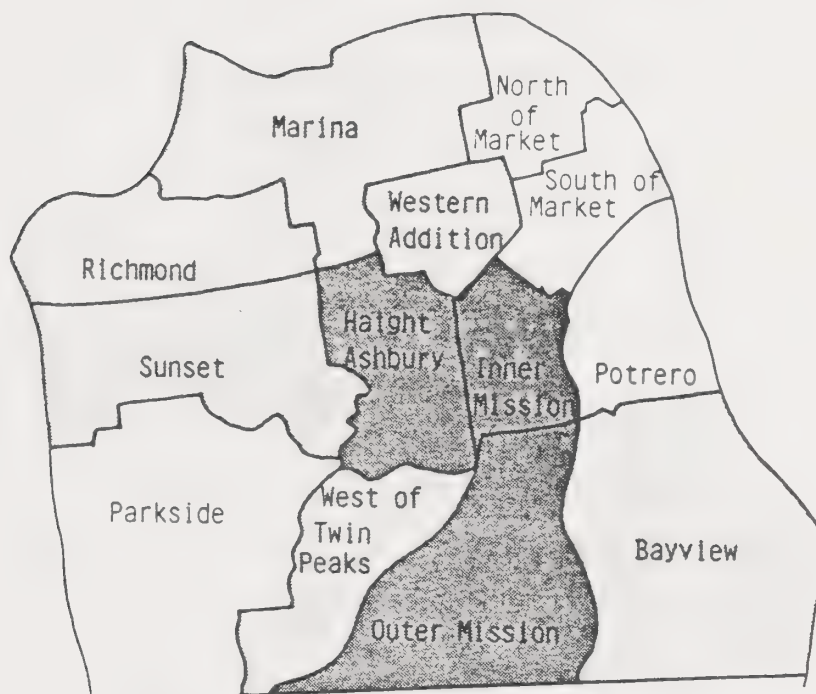 North
of
Market
Marina
South of
Market
Western
Addition
Richmond
Haight
Ashbury
Inner
Mission
Sunset
Potrero
Parkside
West of
Twin
Peaks
Bayview
Outer Mission